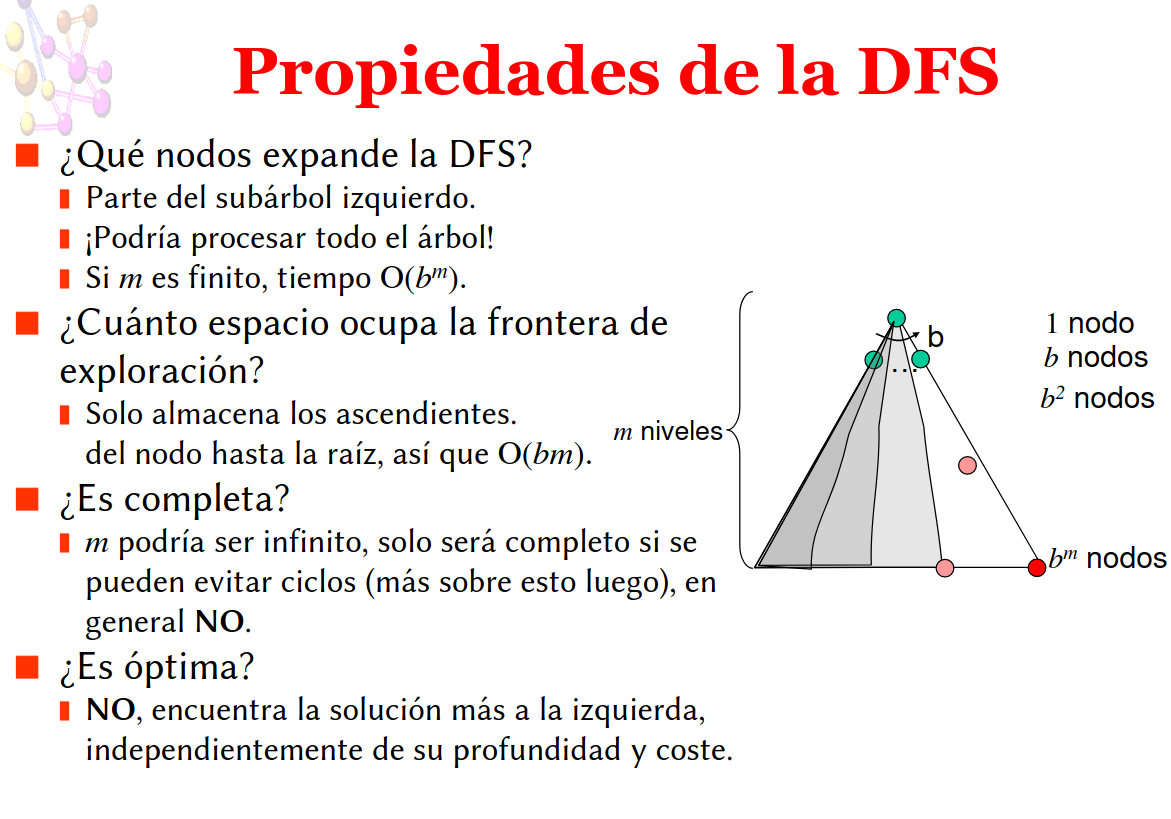 Propiedades de la DFS
¿Qué nodos expande la DFS?
Parte del subárbol izquierdo.
¡Podría procesar todo el árbol!
Si m es finito, tiempo O(bᵐ).
¿Cuánto espacio ocupa la frontera de
exploración?
Solo almacena los ascendientes.
del nodo hasta la raíz, así que O(bm).
¿Es completa?
m podría ser infinito, solo será completo si se
pueden evitar ciclos (más sobre esto luego), en
general NO.
¿Es óptima?
NO, encuentra la solución más a la izquierda,
independientemente de su profundidad y coste.
m niveles
b
...
1 nodo
b nodos
b² nodos
bᵐ nodos